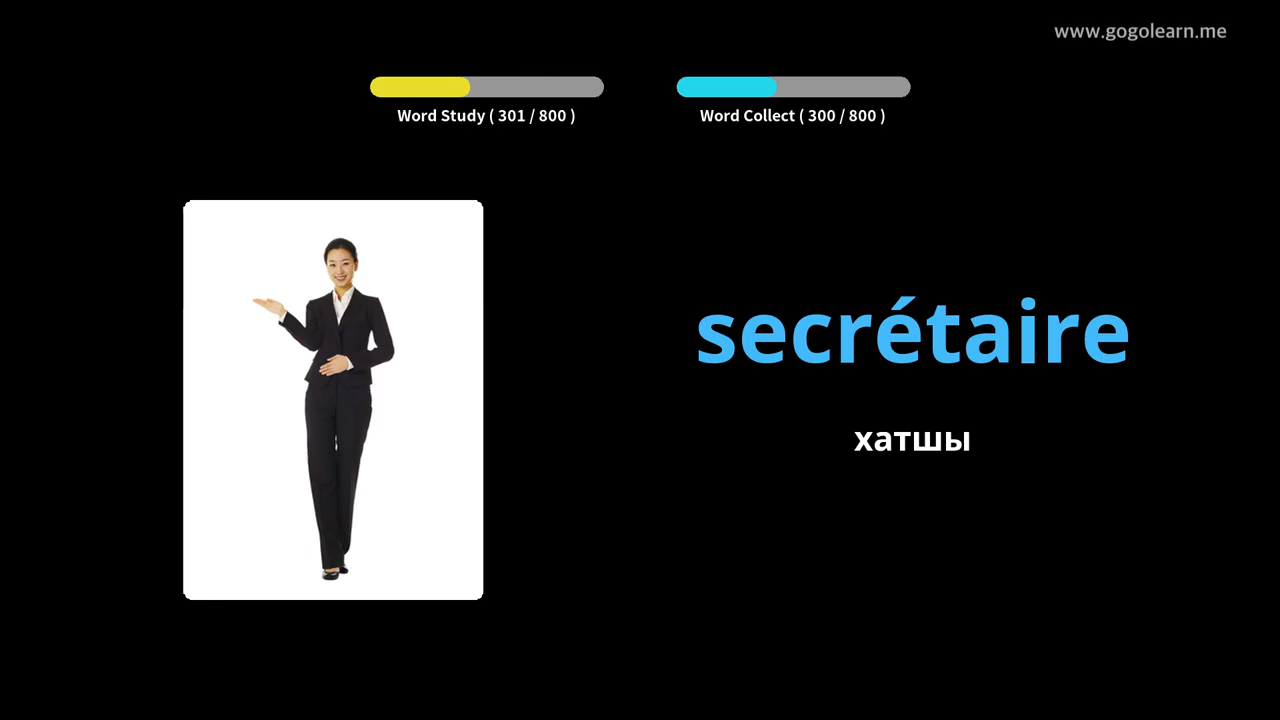 www.gogolearn.me
Word Study ( 301 / 800 )
Word Collect ( 300 / 800 )
secrétaire
хатшы